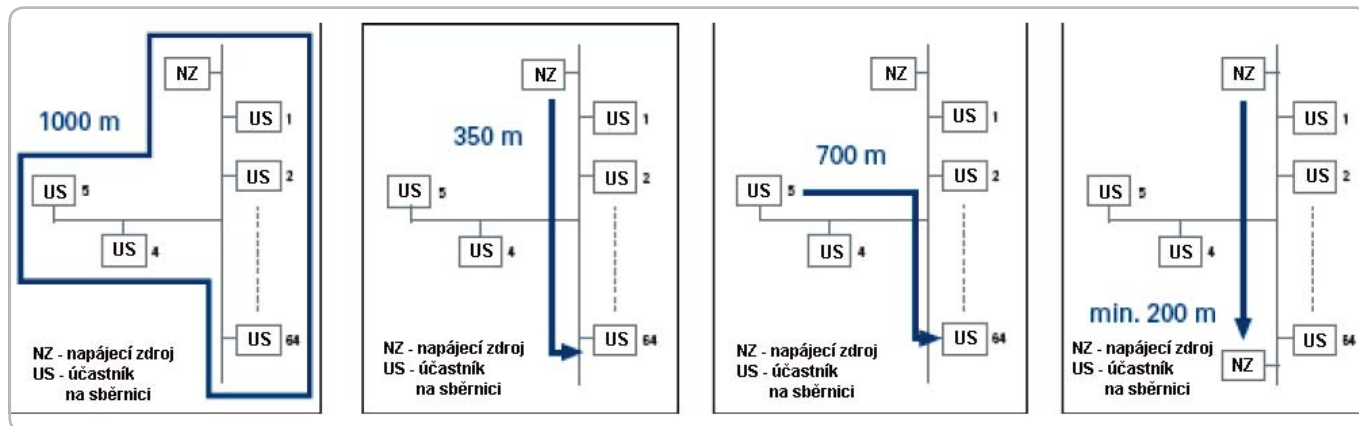 NZ
1000 m
US 1
US 2
US 5
US 4
US 64
NZ - napájecí zdroj
US - účastník
na sběrnici
NZ
350 m
US 1
US 2
US 5
US 4
US 64
NZ - napájecí zdroj
US - účastník
na sběrnici
NZ
700 m
US 1
US 2
US 5
US 4
US 64
NZ - napájecí zdroj
US - účastník
na sběrnici
NZ
US 1
US 2
US 5
US 4
min. 200 m
US 64
NZ - napájecí zdroj
US - účastník
na sběrnici
NZ